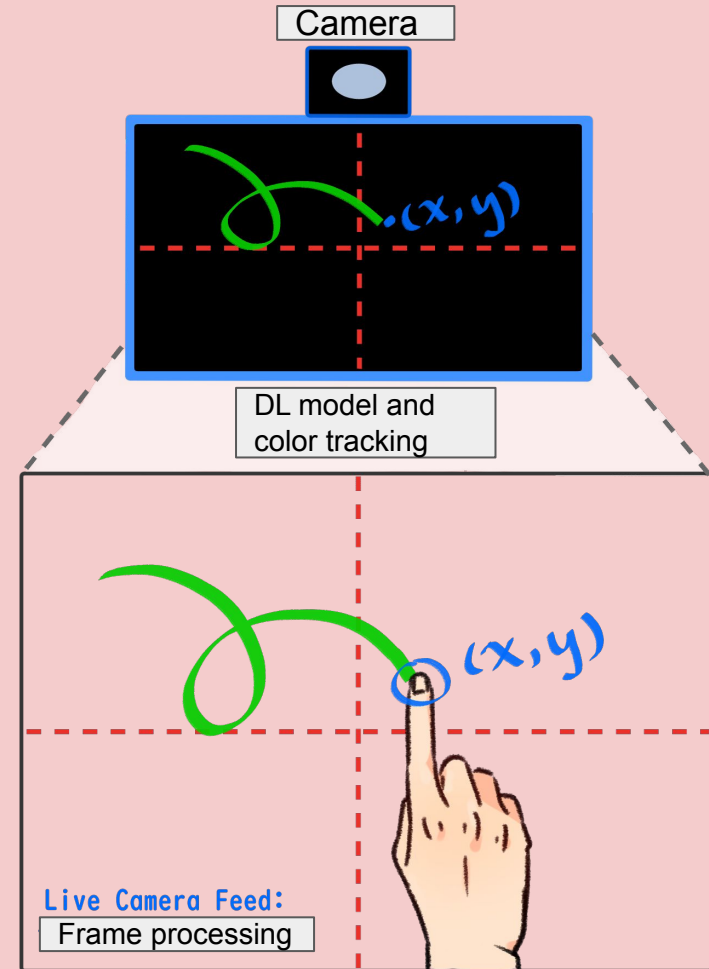 Camera
(x, y)
DL model and
color tracking
(x, y)
Live Camera Feed:
Frame processing